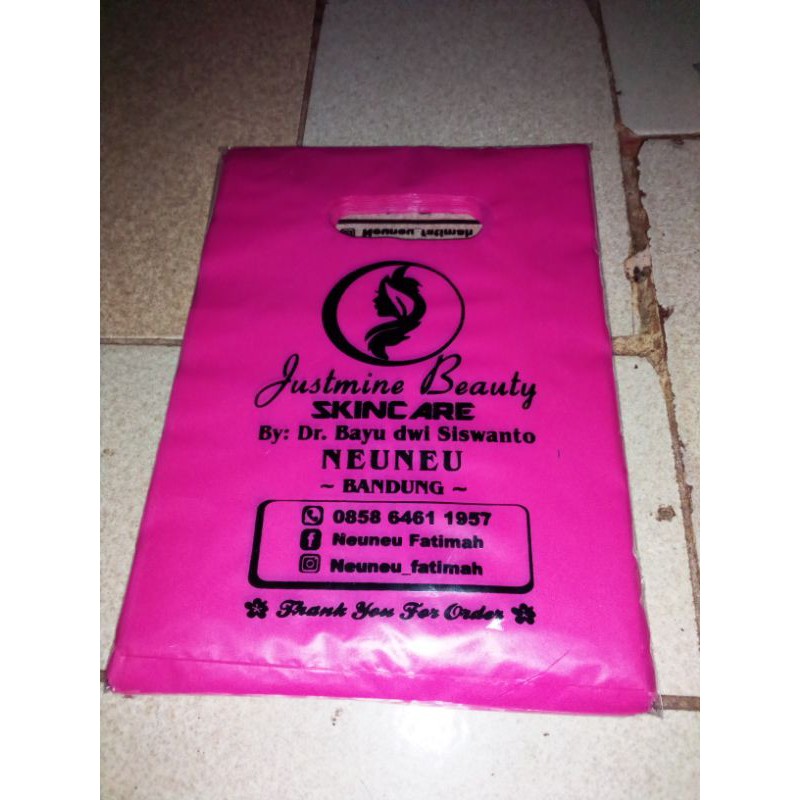 Neuneu_fatimah
Justmine Beauty
SKINCARE
By: Dr. Bayu dwi Siswanto
NEUNEU
~ BANDUNG ~
0858 6461 1957
Neuneu Fatimah
Neuneu_fatimah
Thank You For Order